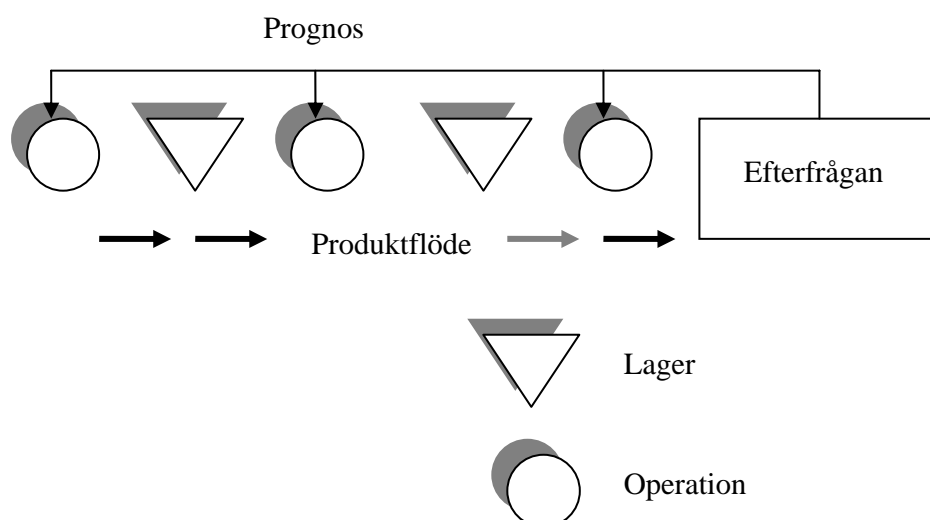 Prognos
Efterfrågan
Produktflöde
Lager
Operation